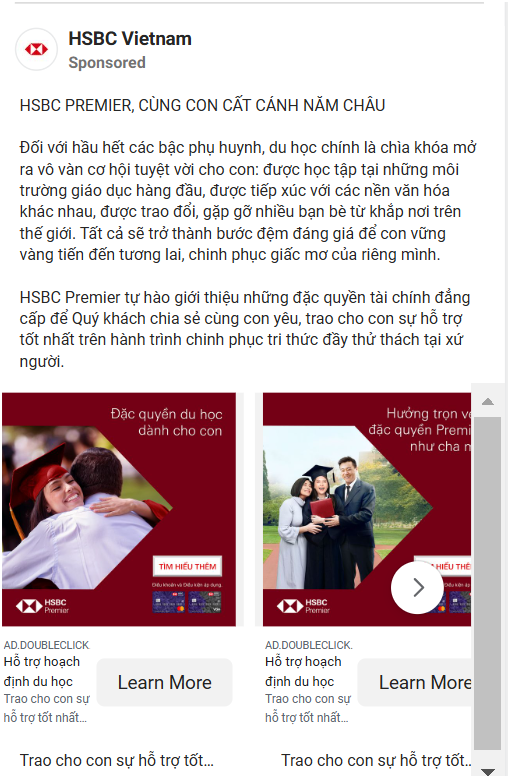 HSBC Vietnam
Sponsored
HSBC PREMIER, CÙNG CON CẤT CÁNH NĂM CHÂU
Đối với hầu hết các bậc phụ huynh, du học chính là chìa khóa mở
ra vô vàn cơ hội tuyệt vời cho con: được học tập tại những môi
trường giáo dục hàng đầu, được tiếp xúc với các nền văn hóa
khác nhau, được trao đổi, gặp gỡ nhiều bạn bè từ khắp nơi trên
thế giới. Tất cả sẽ trở thành bước đệm đáng giá để con vững
vàng tiến đến tương lai, chinh phục giấc mơ của riêng mình.
HSBC Premier tự hào giới thiệu những đặc quyền tài chính đẳng
cấp để Quý khách chia sẻ cùng con yêu, trao cho con sự hỗ trợ
tốt nhất trên hành trình chinh phục tri thức đầy thử thách tại xứ
người.
Đặc quyền du học
dành cho con
TÌM HIỂU THÊM
Điều khoản và Điều kiện áp dụng.
HSBC
Premier
AD.DOUBLECLICK.
Hỗ trợ hoạch
định du học
Trao cho con sự
hỗ trợ tốt nhất...
Learn More
Trao cho con sự hỗ trợ tốt...
Hưởng trọn vẹ
đặc quyền Premi
như cha m
TÌM HIỂU THÊM
HSBC
Premier
AD.DOUBLECLICK.
Hỗ trợ hoạch
định du học
Trao cho con sự
hỗ trợ tốt nhất...
Learn More
Trao cho con sự hỗ trợ tốt...